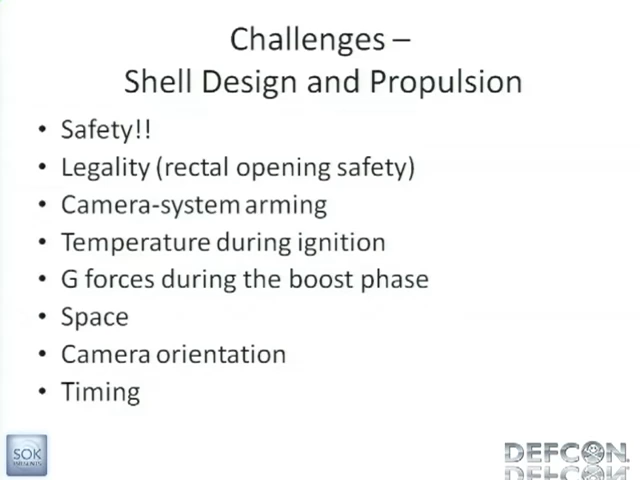 Challenges –
Shell Design and Propulsion
• Safety!!
• Legality (rectal opening safety)
• Camera-system arming
• Temperature during ignition
• G forces during the boost phase
• Space
• Camera orientation
• Timing
SOK
DEFCON